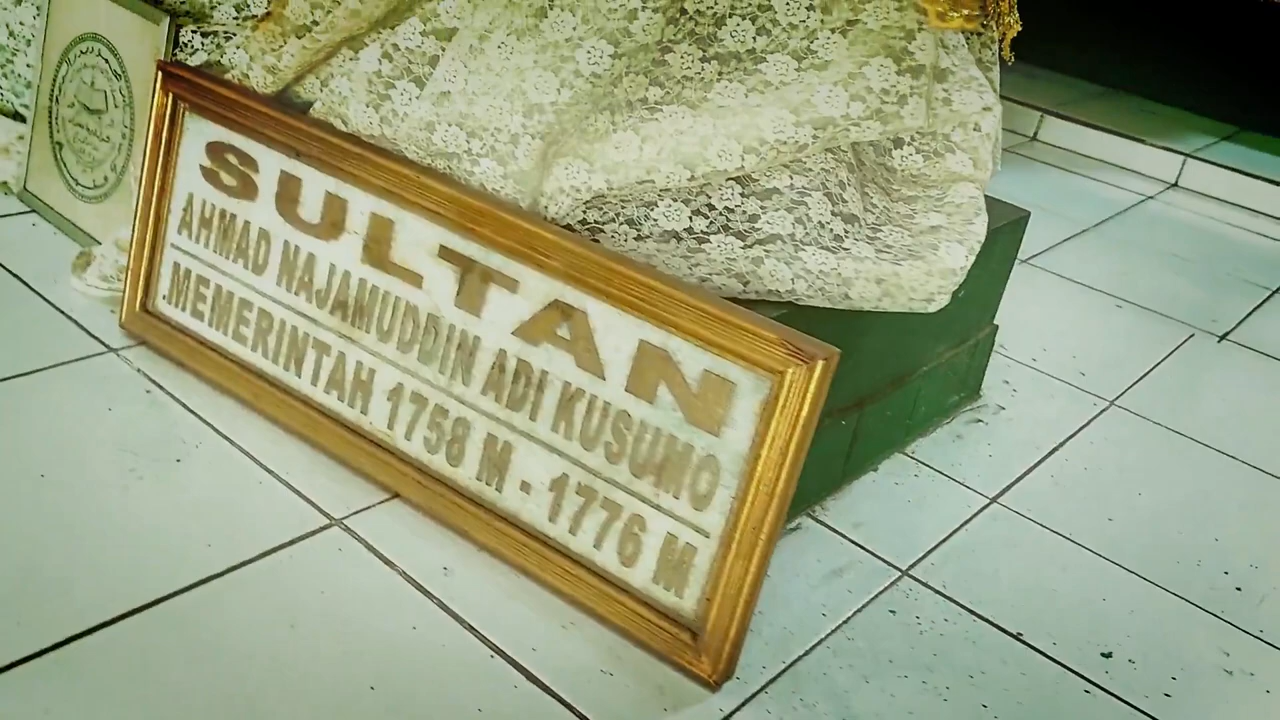 SULTAN
AHMAD NAJAMUDDIN ADI KUSUMO
MEMERINTAH 1758 M - 1776 M